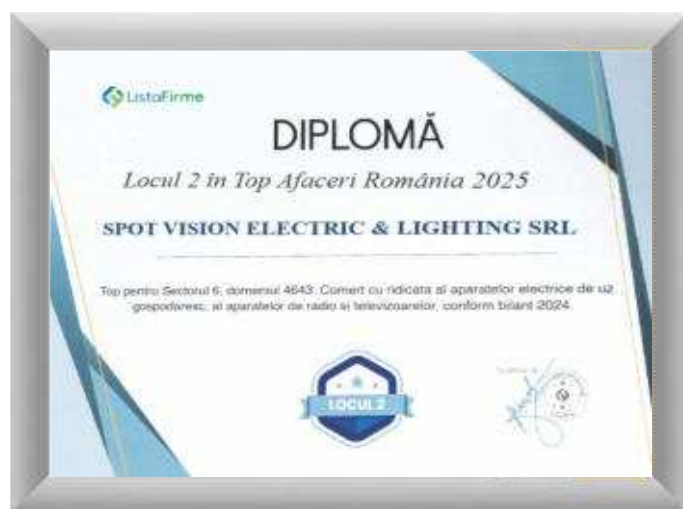 ListaFirme
DIPLOMĂ
Locul 2 în Top Afaceri România 2025
SPOT VISION ELECTRIC & LIGHTING SRL
Top pentru Sectorul 6, domeniul 4643: Comert cu ridicata al aparatelor electrice de uz
gospodaresc, al aparatelor de radio si televizoarelor, conform bilant 2024
LOCUL 2